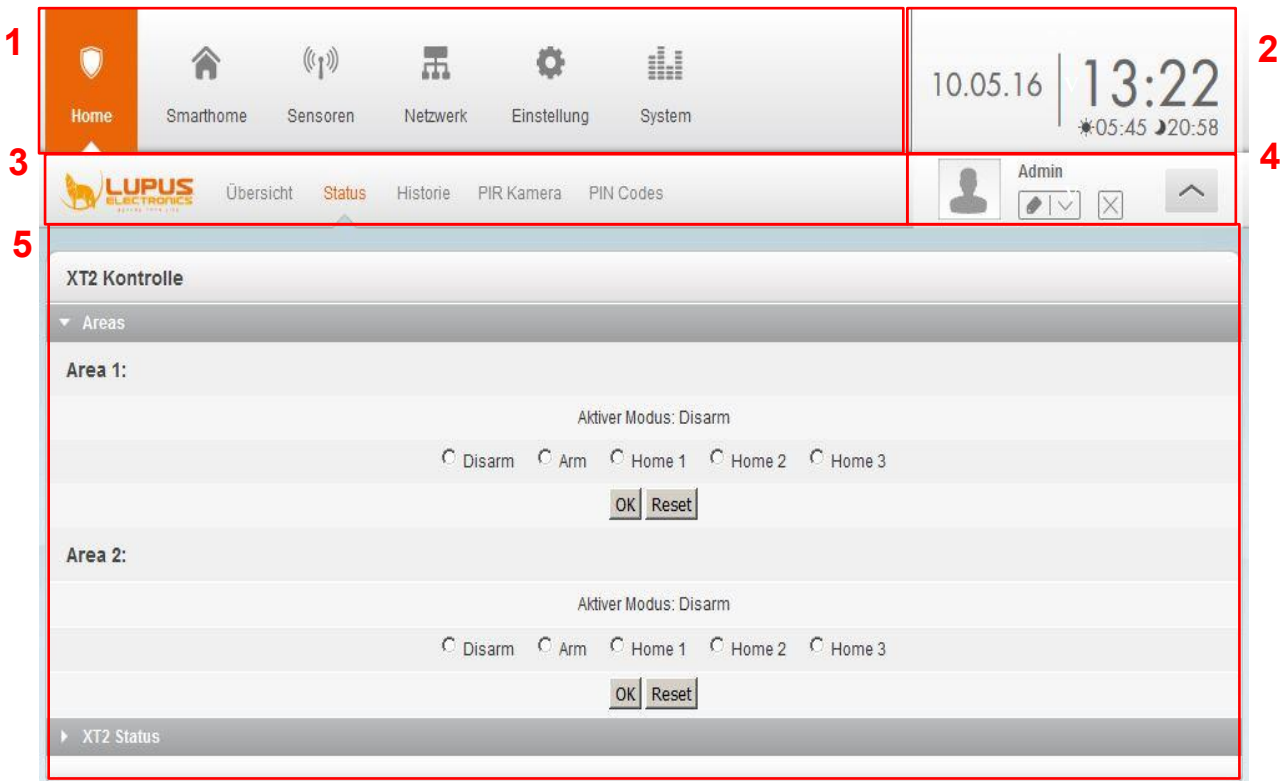 1
Home
Smarthome
Sensoren
Netzwerk
Einstellung
System
2
10.05.16
13:22
05:45 20:58
3
LUPUS
ELECTRONICS
Übersicht
Status
Historie
PIR Kamera
PIN Codes
4
Admin
5
XT2 Kontrolle
Areas
Area 1:
Aktiver Modus: Disarm
Disarm Arm Home 1 Home 2 Home 3
OK Reset
Area 2:
Aktiver Modus: Disarm
Disarm Arm Home 1 Home 2 Home 3
OK Reset
XT2 Status